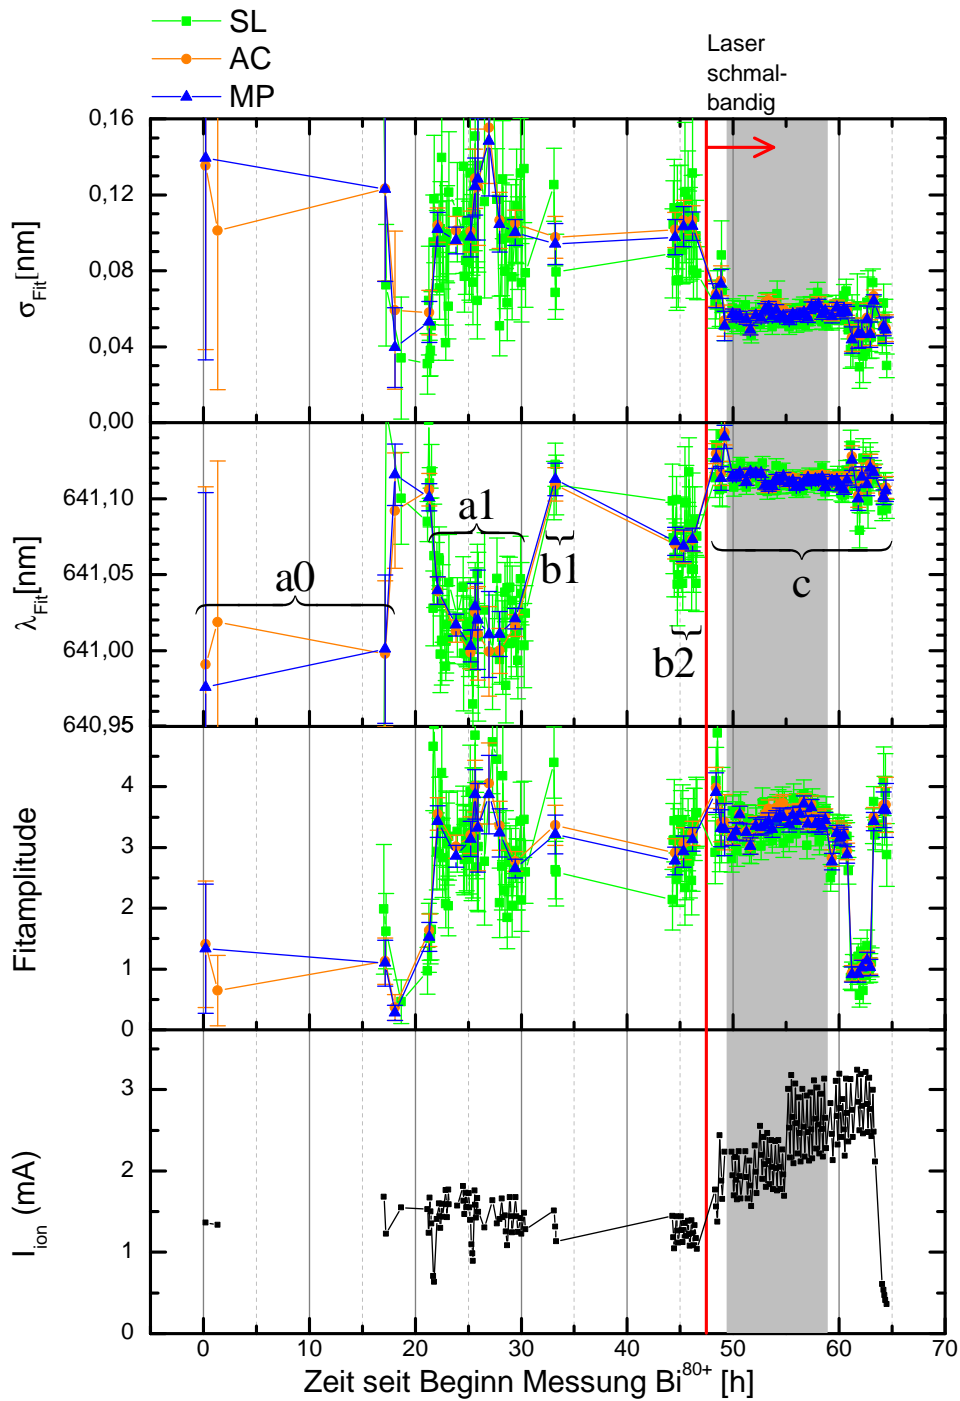 SL
AC
MP
Laser
schmal-
bandig
0,16
0,12
0,08
0,04
0,00
σFit[nm]
641,10
641,05
641,00
640,95
λFit[nm]
a0
a1
b1
b2
c
4
3
2
1
0
Fitamplitude
3
2
1
0
Iion (mA)
0 10 20 30 40 50 60 70
Zeit seit Beginn Messung Bi⁸⁰⁺ [h]